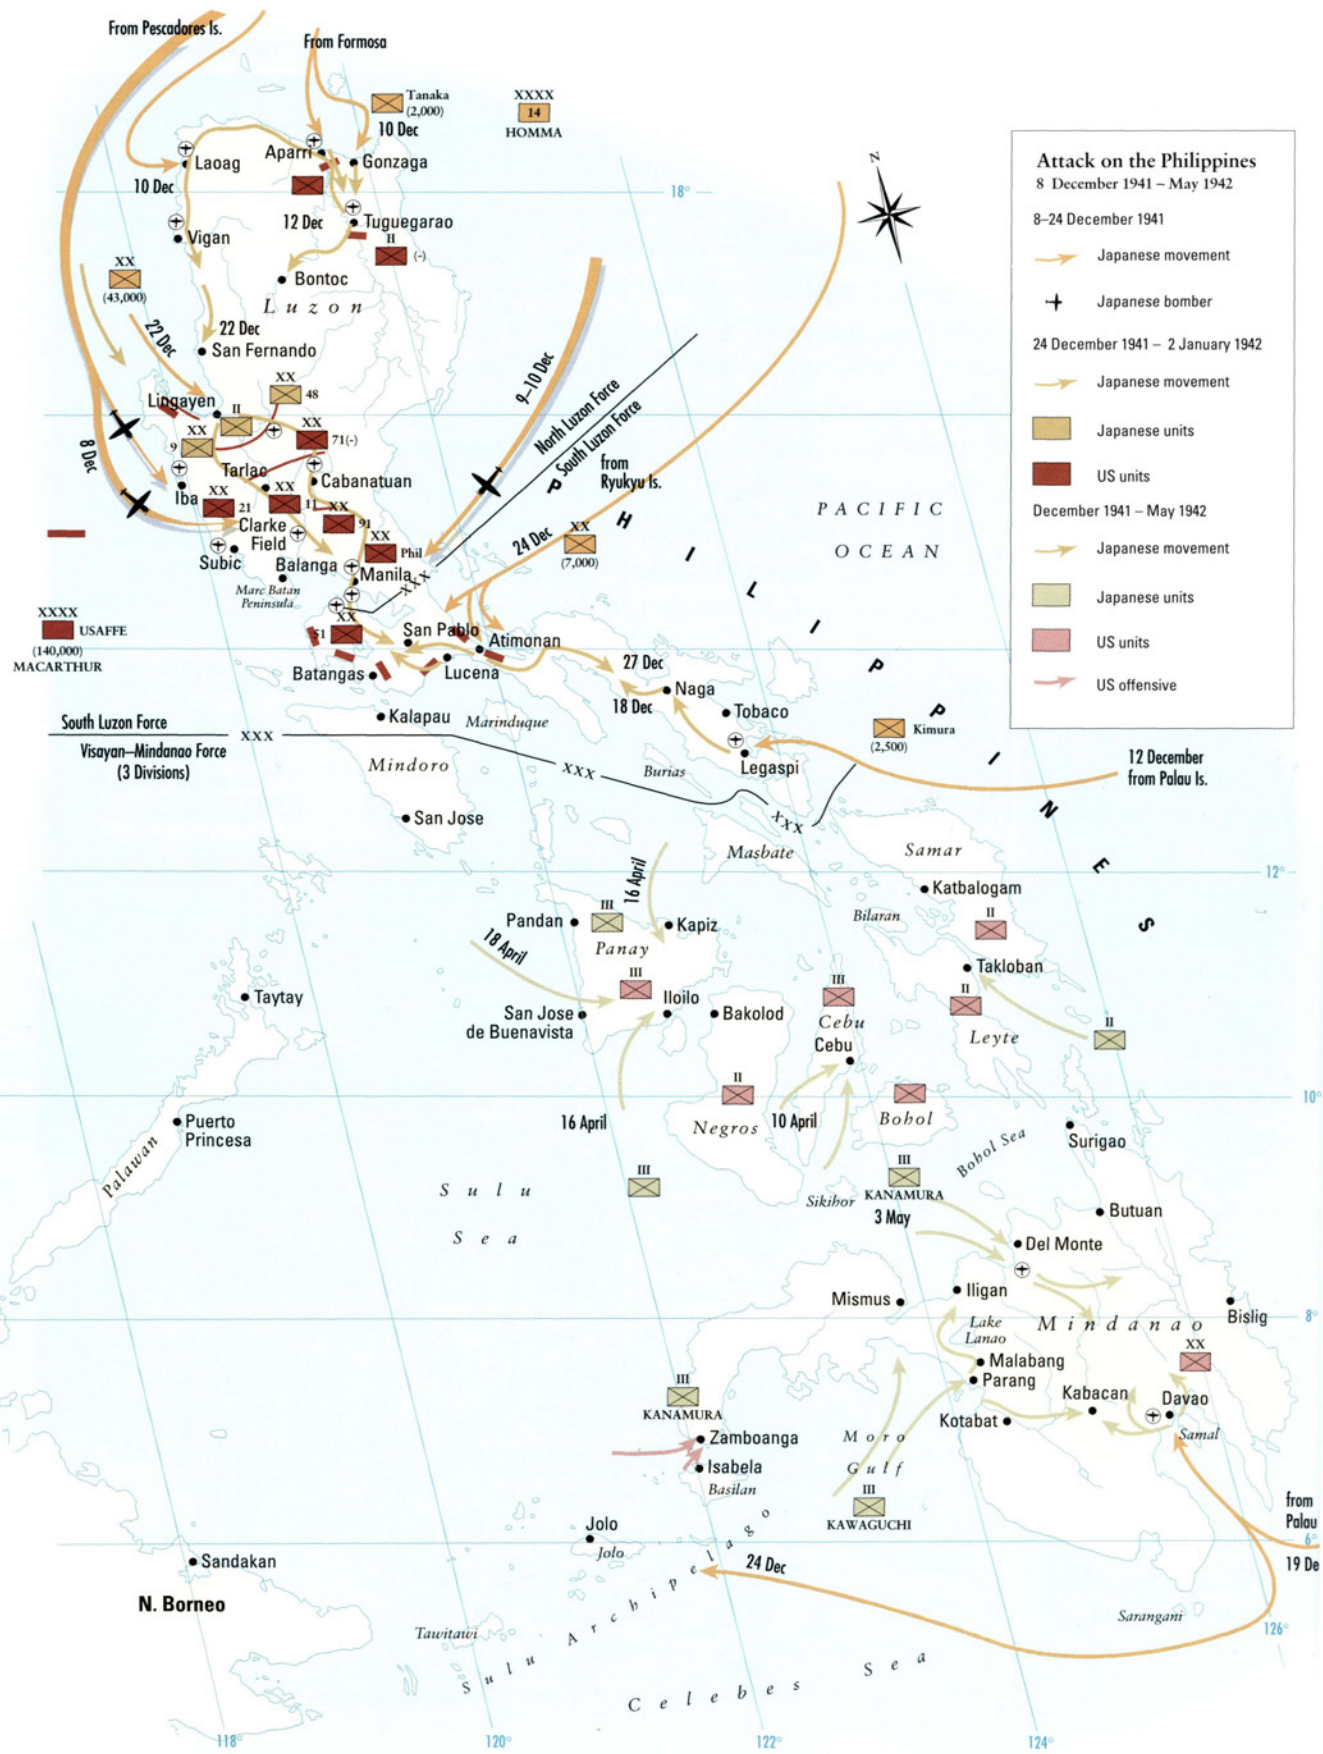 From Pescadores Is.
From Formosa
Tanaka
(2,000)
10 Dec
XXXX
14
HOMMA
Laoag
10 Dec
Aparri
Gonzaga
18°
12 Dec
Tuguegarao
II
(-)
Vigan
XX
(43,000)
Bontoc
Luzon
22 Dec
22 Dec
San Fernando
9–10 Dec
North Luzon Force
South Luzon Force
XX
48
Lingayen
II
XX
9
XX
71(-)
8 Dec
Tarlac
Cabanatuan
Iba
XX
21
XX
11
XX
91
Clarke
Field
XX
Phil
Subic
Balanga
Manila
Marc Batan
Peninsula
XXX
from
Ryukyu Is.
24 Dec
XX
(7,000)
PHILIPPINES
PACIFIC
OCEAN
XXXX
USAFFE
(140,000)
MACARTHUR
XX
51
San Pablo
Atimonan
Batangas
Lucena
27 Dec
18 Dec
Naga
Tobaco
Kalapau
Marinduque
South Luzon Force
XXX
Visayan–Mindanao Force
(3 Divisions)
Mindoro
XXX
Burias
Legaspi
Kimura
(2,500)
12 December
from Palau Is.
San Jose
XXX
Masbate
Samar
12°
16 April
Katbalogam
Bilaran
II
Pandan
III
Kapiz
Panay
18 April
III
Takloban
II
Taytay
Iloilo
San Jose
de Buenavista
Bakolod
III
Cebu
Cebu
Leyte
II
II
10°
16 April
Negros
10 April
Bohol
Puerto
Princesa
Palawan
Bohol Sea
Surigao
III
III
KANAMURA
3 May
Sikihor
Sulu
Sea
Butuan
Del Monte
Iligan
Mismus
Bislig
8°
Lake
Lanao
Mindanao
XX
Malabang
Parang
Kabacan
Davao
III
KANAMURA
Kotabat
Samal
Zamboanga
Moro
Gulf
Isabela
Basilan
III
KAWAGUCHI
from
Palau
6°
19 De
Jolo
Jolo
Sulu Archipelago
24 Dec
Sandakan
N. Borneo
Tawitawi
Sarangani
126°
Celebes Sea
118°
120°
122°
124°
N
Attack on the Philippines
8 December 1941 – May 1942
8–24 December 1941
Japanese movement
Japanese bomber
24 December 1941 – 2 January 1942
Japanese movement
Japanese units
US units
December 1941 – May 1942
Japanese movement
Japanese units
US units
US offensive